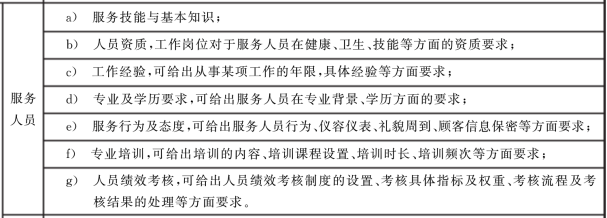 a） 服务技能与基本知识；
b） 人员资质,工作岗位对于服务人员在健康、卫生、技能等方面的资质要求；
c） 工作经验,可给出从事某项工作的年限,具体经验等方面要求；
服务
人员
d） 专业及学历要求,可给出服务人员在专业背景、学历方面的要求；
e） 服务行为及态度,可给出服务人员行为、仪容仪表、礼貌周到、顾客信息保密等方面要求；
f） 专业培训,可给出培训的内容、培训课程设置、培训时长、培训频次等方面要求；
g） 人员绩效考核,可给出人员绩效考核制度的设置、考核具体指标及权重、考核流程及考
核结果的处理等方面要求。